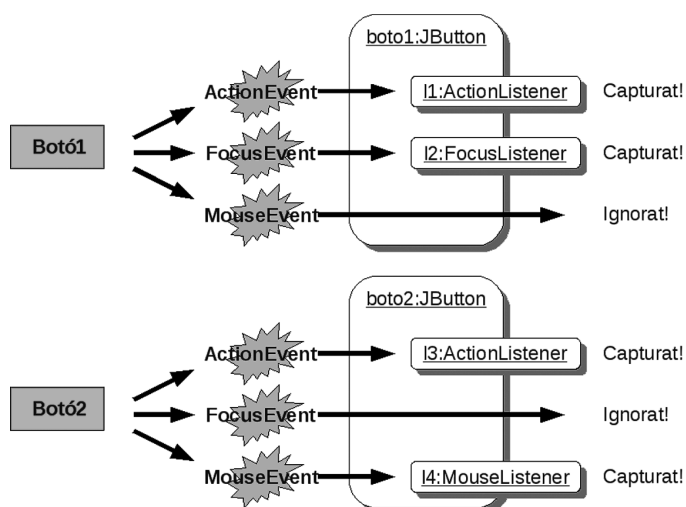 boto1:JButton
ActionEvent
l1:ActionListener
Capturat!
Botó1
FocusEvent
l2:FocusListener
Capturat!
MouseEvent
Ignorat!
boto2:JButton
ActionEvent
l3:ActionListener
Capturat!
Botó2
FocusEvent
Ignorat!
MouseEvent
l4:MouseListener
Capturat!